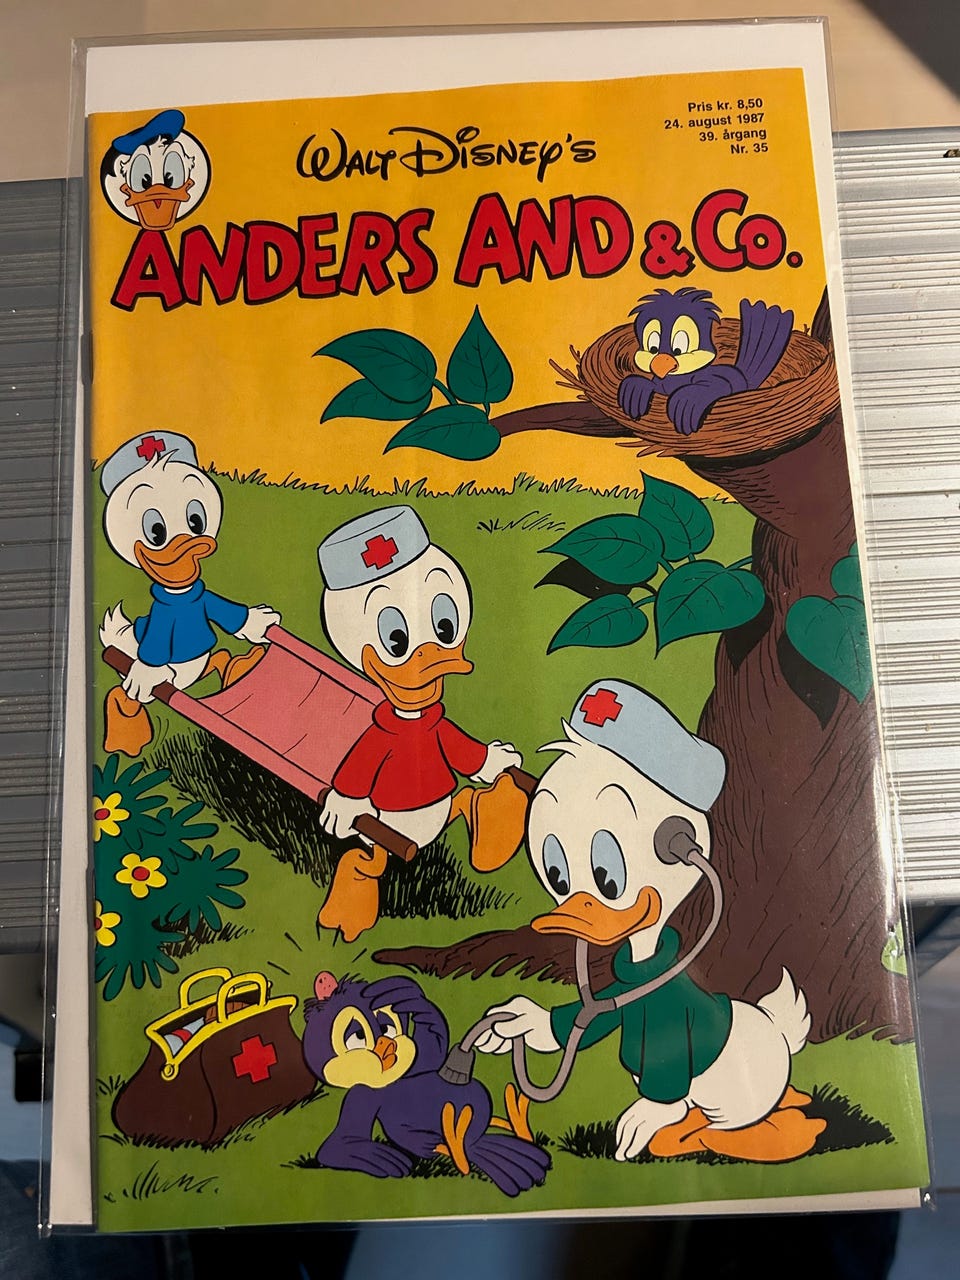 Pris kr. 8,50
24. august 1987
39. årgang
Nr. 35
WALT DISNEY'S
ANDERS AND & Co.